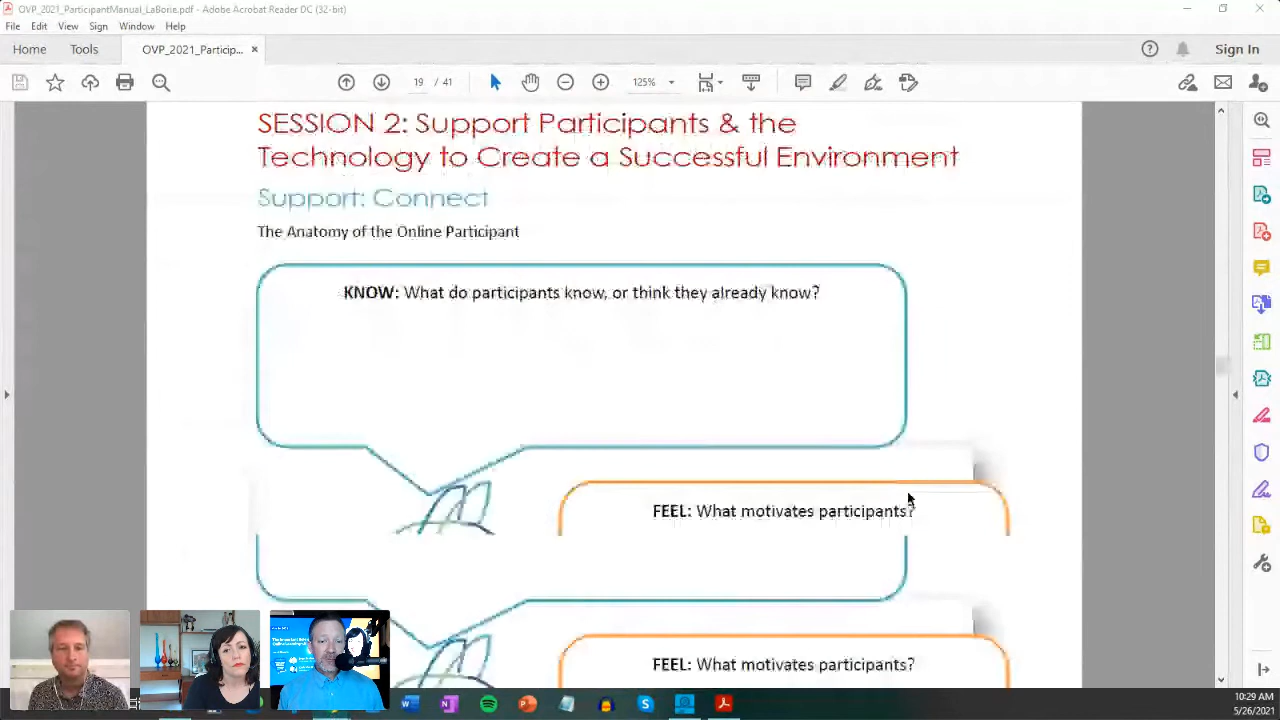 OVP_2021_ParticipantManual_LaBorie.pdf - Adobe Acrobat Reader DC (32-bit)
File Edit View Sign Window Help
Home Tools OVP_2021_Particip... × Sign In
19 / 41 125%
SESSION 2: Support Participants & the
Technology to Create a Successful Environment
Support: Connect
The Anatomy of the Online Participant
KNOW: What do participants know, or think they already know?
FEEL: What motivates participants?
FEEL: What motivates participants?
10:29 AM
5/26/2021